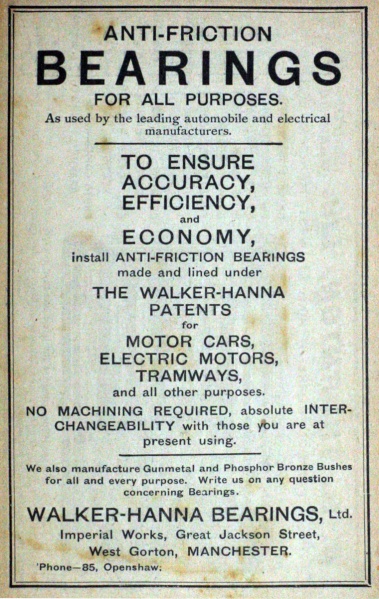 ANTI-FRICTION
BEARINGS
FOR ALL PURPOSES.
As used by the leading automobile and electrical
manufacturers.
TO ENSURE
ACCURACY,
EFFICIENCY,
and
ECONOMY,
install ANTI-FRICTION BEARINGS
made and lined under
THE WALKER-HANNA
PATENTS
for
MOTOR CARS,
ELECTRIC MOTORS,
TRAMWAYS,
and all other purposes.
NO MACHINING REQUIRED, absolute INTER-
CHANGEABILITY with those you are at
present using.
We also manufacture Gunmetal and Phosphor Bronze Bushes
for all and every purpose. Write us on any question
concerning Bearings.
WALKER-HANNA BEARINGS, Ltd.
Imperial Works, Great Jackson Street,
West Gorton, MANCHESTER.
'Phone—85, Openshaw.